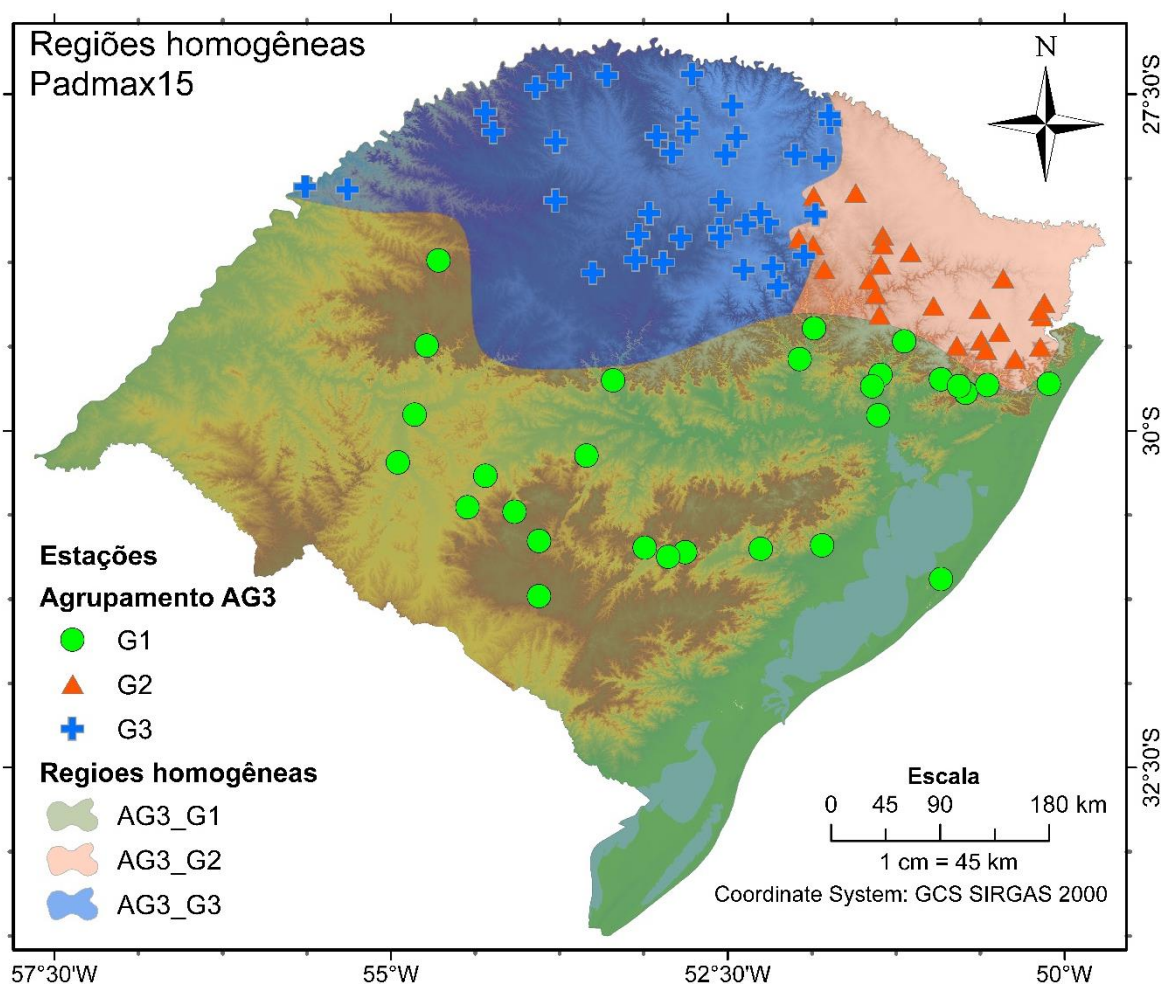 Regiões homogêneas
Padmax15
N
27°30'S
30°S
32°30'S
Estações
Agrupamento AG3
G1
G2
G3
Regioes homogêneas
AG3_G1
AG3_G2
AG3_G3
Escala
0 45 90 180 km
1 cm = 45 km
Coordinate System: GCS SIRGAS 2000
57°30'W 55°W 52°30'W 50°W